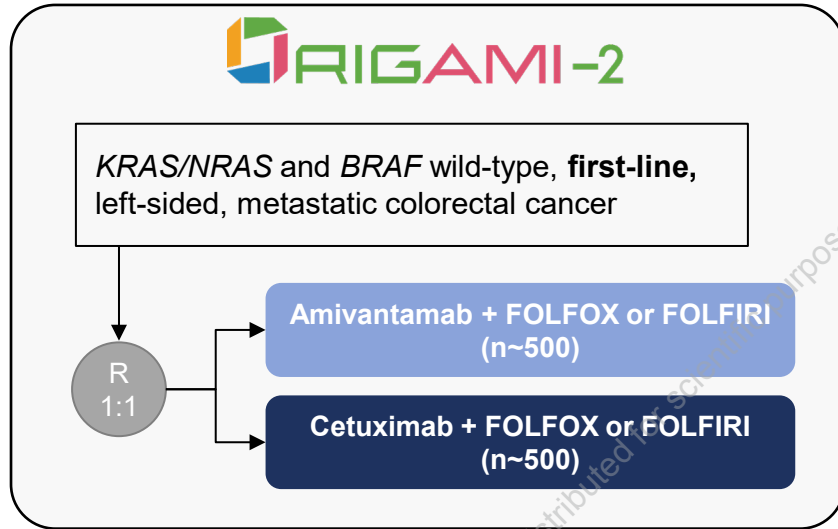 ORIGAMI-2
KRAS/NRAS and BRAF wild-type, first-line,
left-sided, metastatic colorectal cancer
R
1:1
Amivantamab + FOLFOX or FOLFIRI
(n~500)
Cetuximab + FOLFOX or FOLFIRI
(n~500)